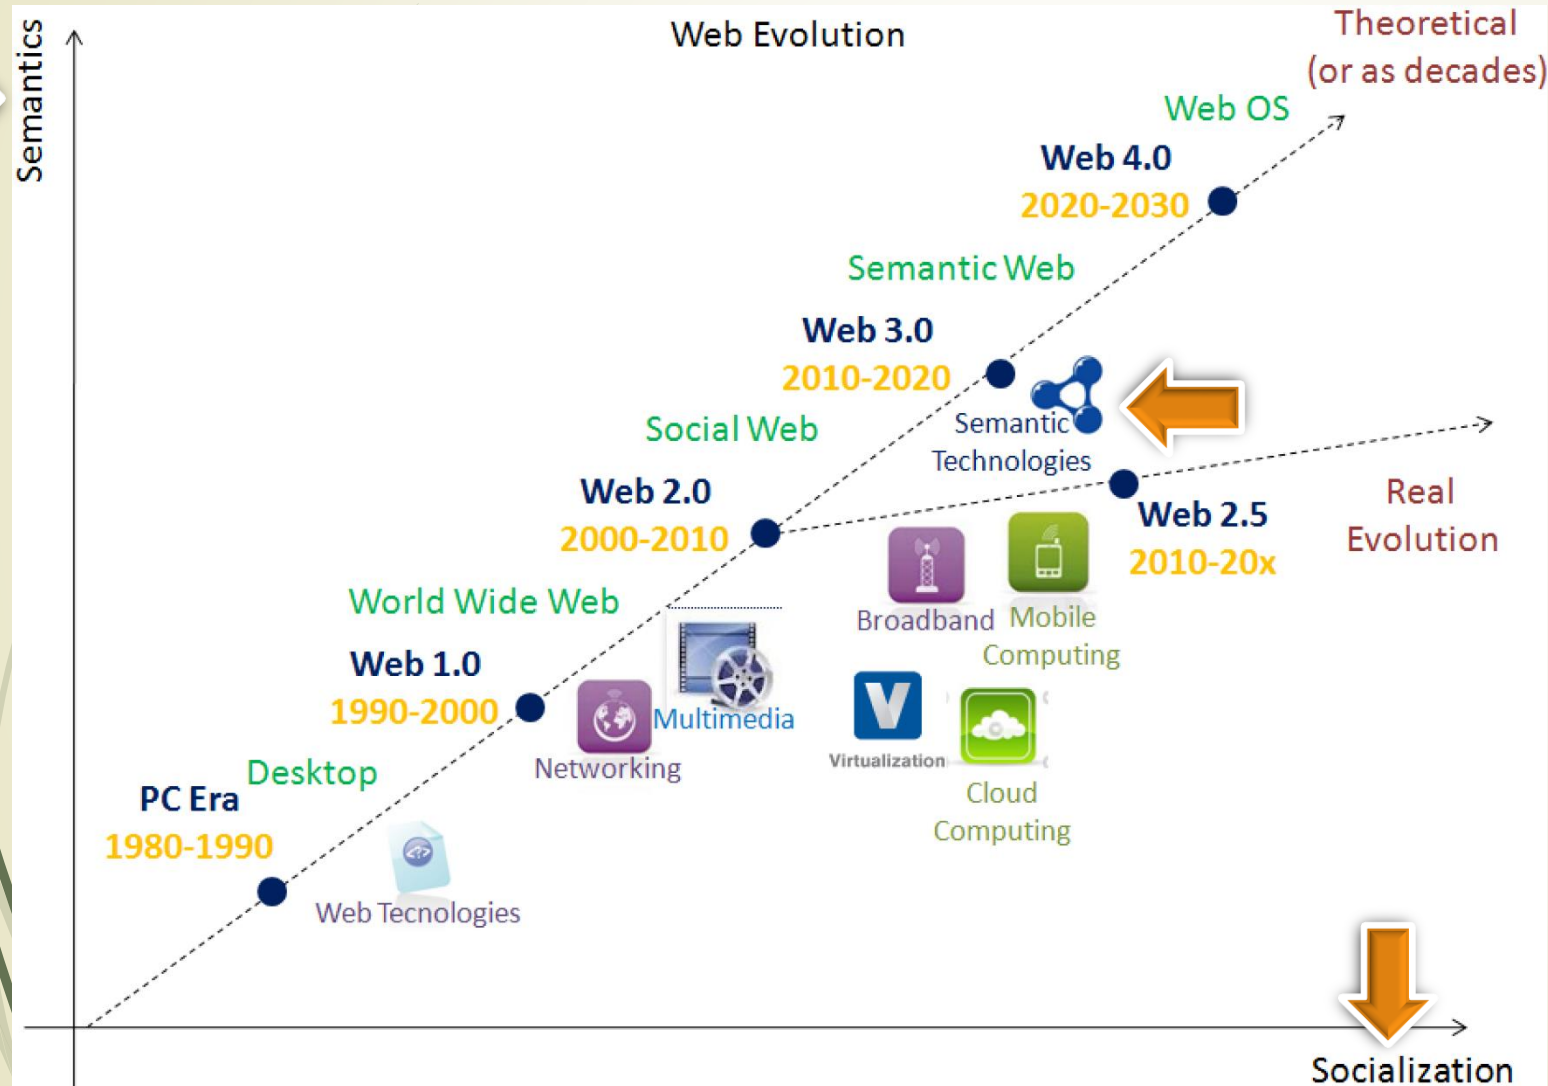 Web Evolution
Theoretical
(or as decades)
Semantics
Web OS
Web 4.0
2020-2030
Semantic Web
Web 3.0
2010-2020
Semantic
Technologies
Social Web
Web 2.0
2000-2010
Real
Evolution
Web 2.5
2010-20x
Broadband
Mobile
Computing
World Wide Web
Web 1.0
1990-2000
Networking
Multimedia
V
Virtualization
Cloud
Computing
Desktop
PC Era
1980-1990
<?>
Web Tecnologies
Socialization